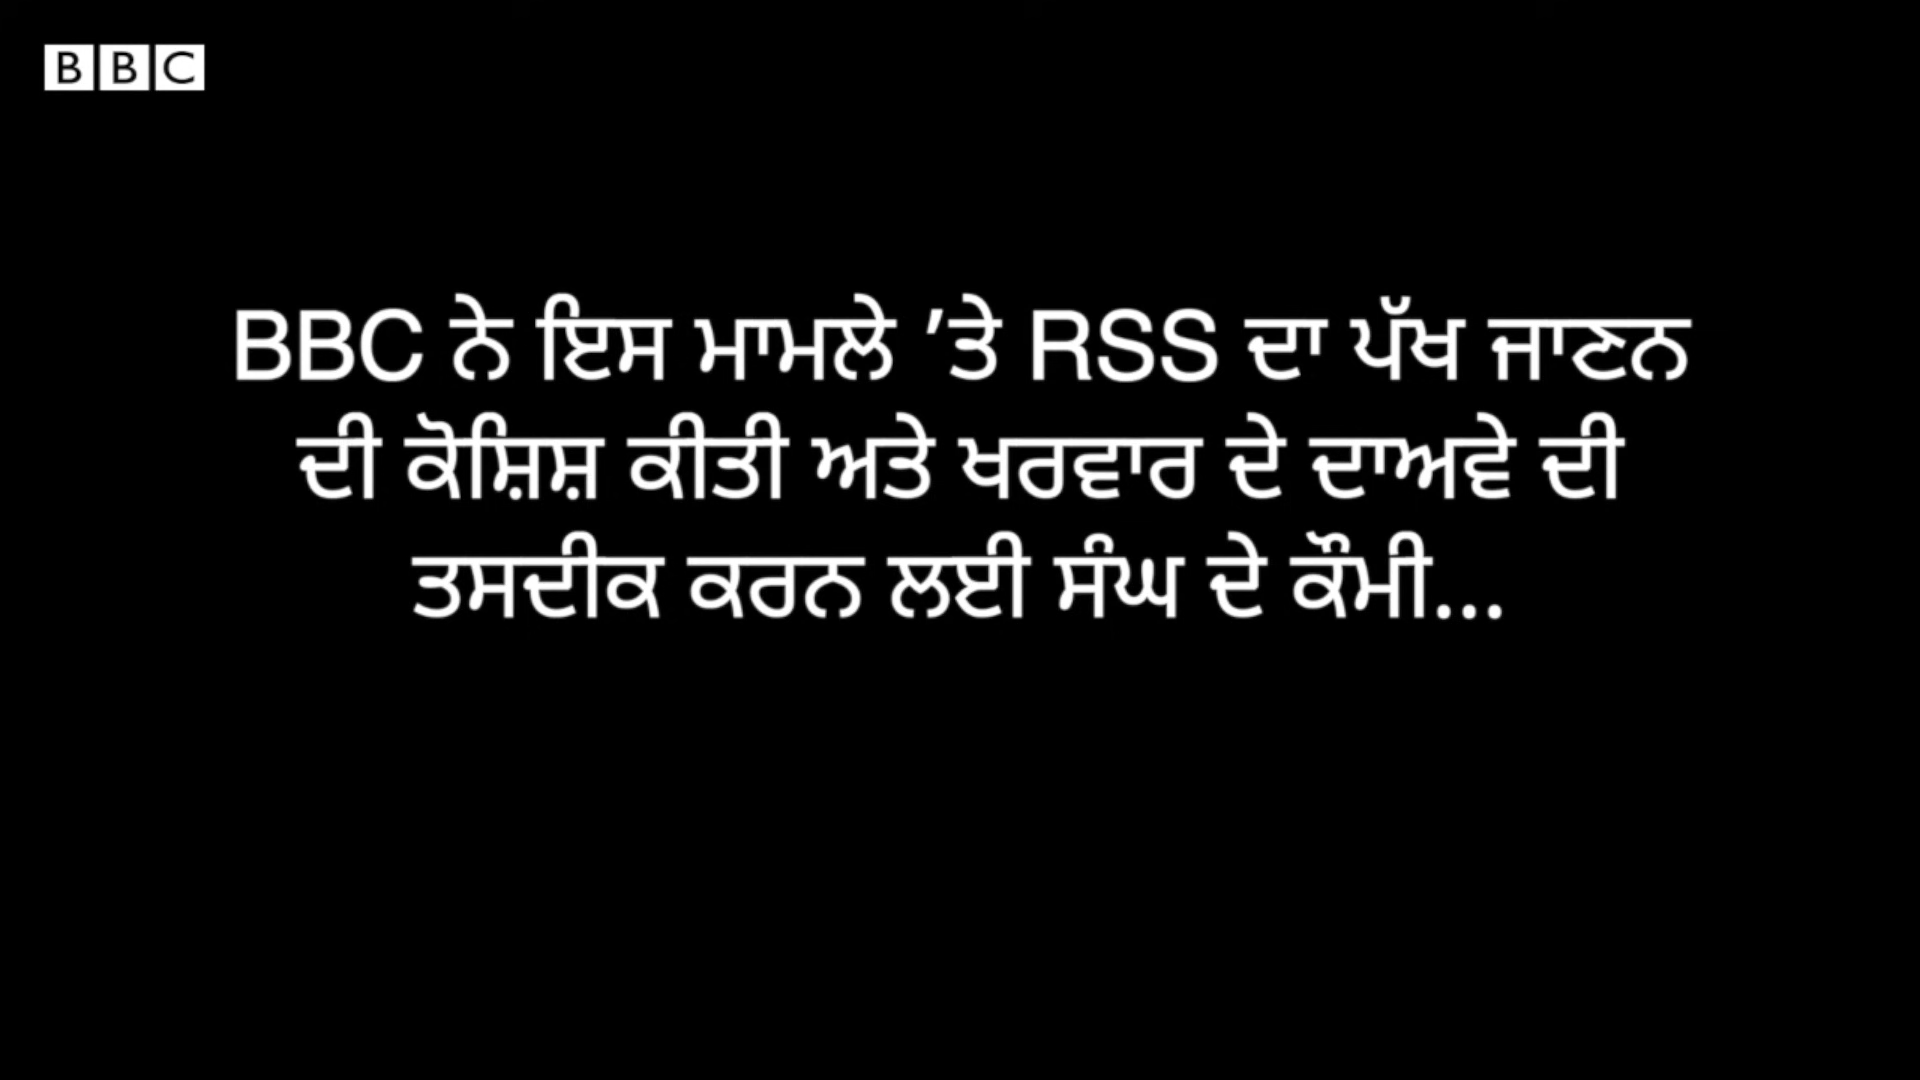 BBC
BBC ਨੇ ਇਸ ਮਾਮਲੇ ’ਤੇ RSS ਦਾ ਪੱਖ ਜਾਣਨ
ਦੀ ਕੋਸ਼ਿਸ਼ ਕੀਤੀ ਅਤੇ ਖਰਵਾਰ ਦੇ ਦਾਅਵੇ ਦੀ
ਤਸਦੀਕ ਕਰਨ ਲਈ ਸੰਘ ਦੇ ਕੌਮੀ...